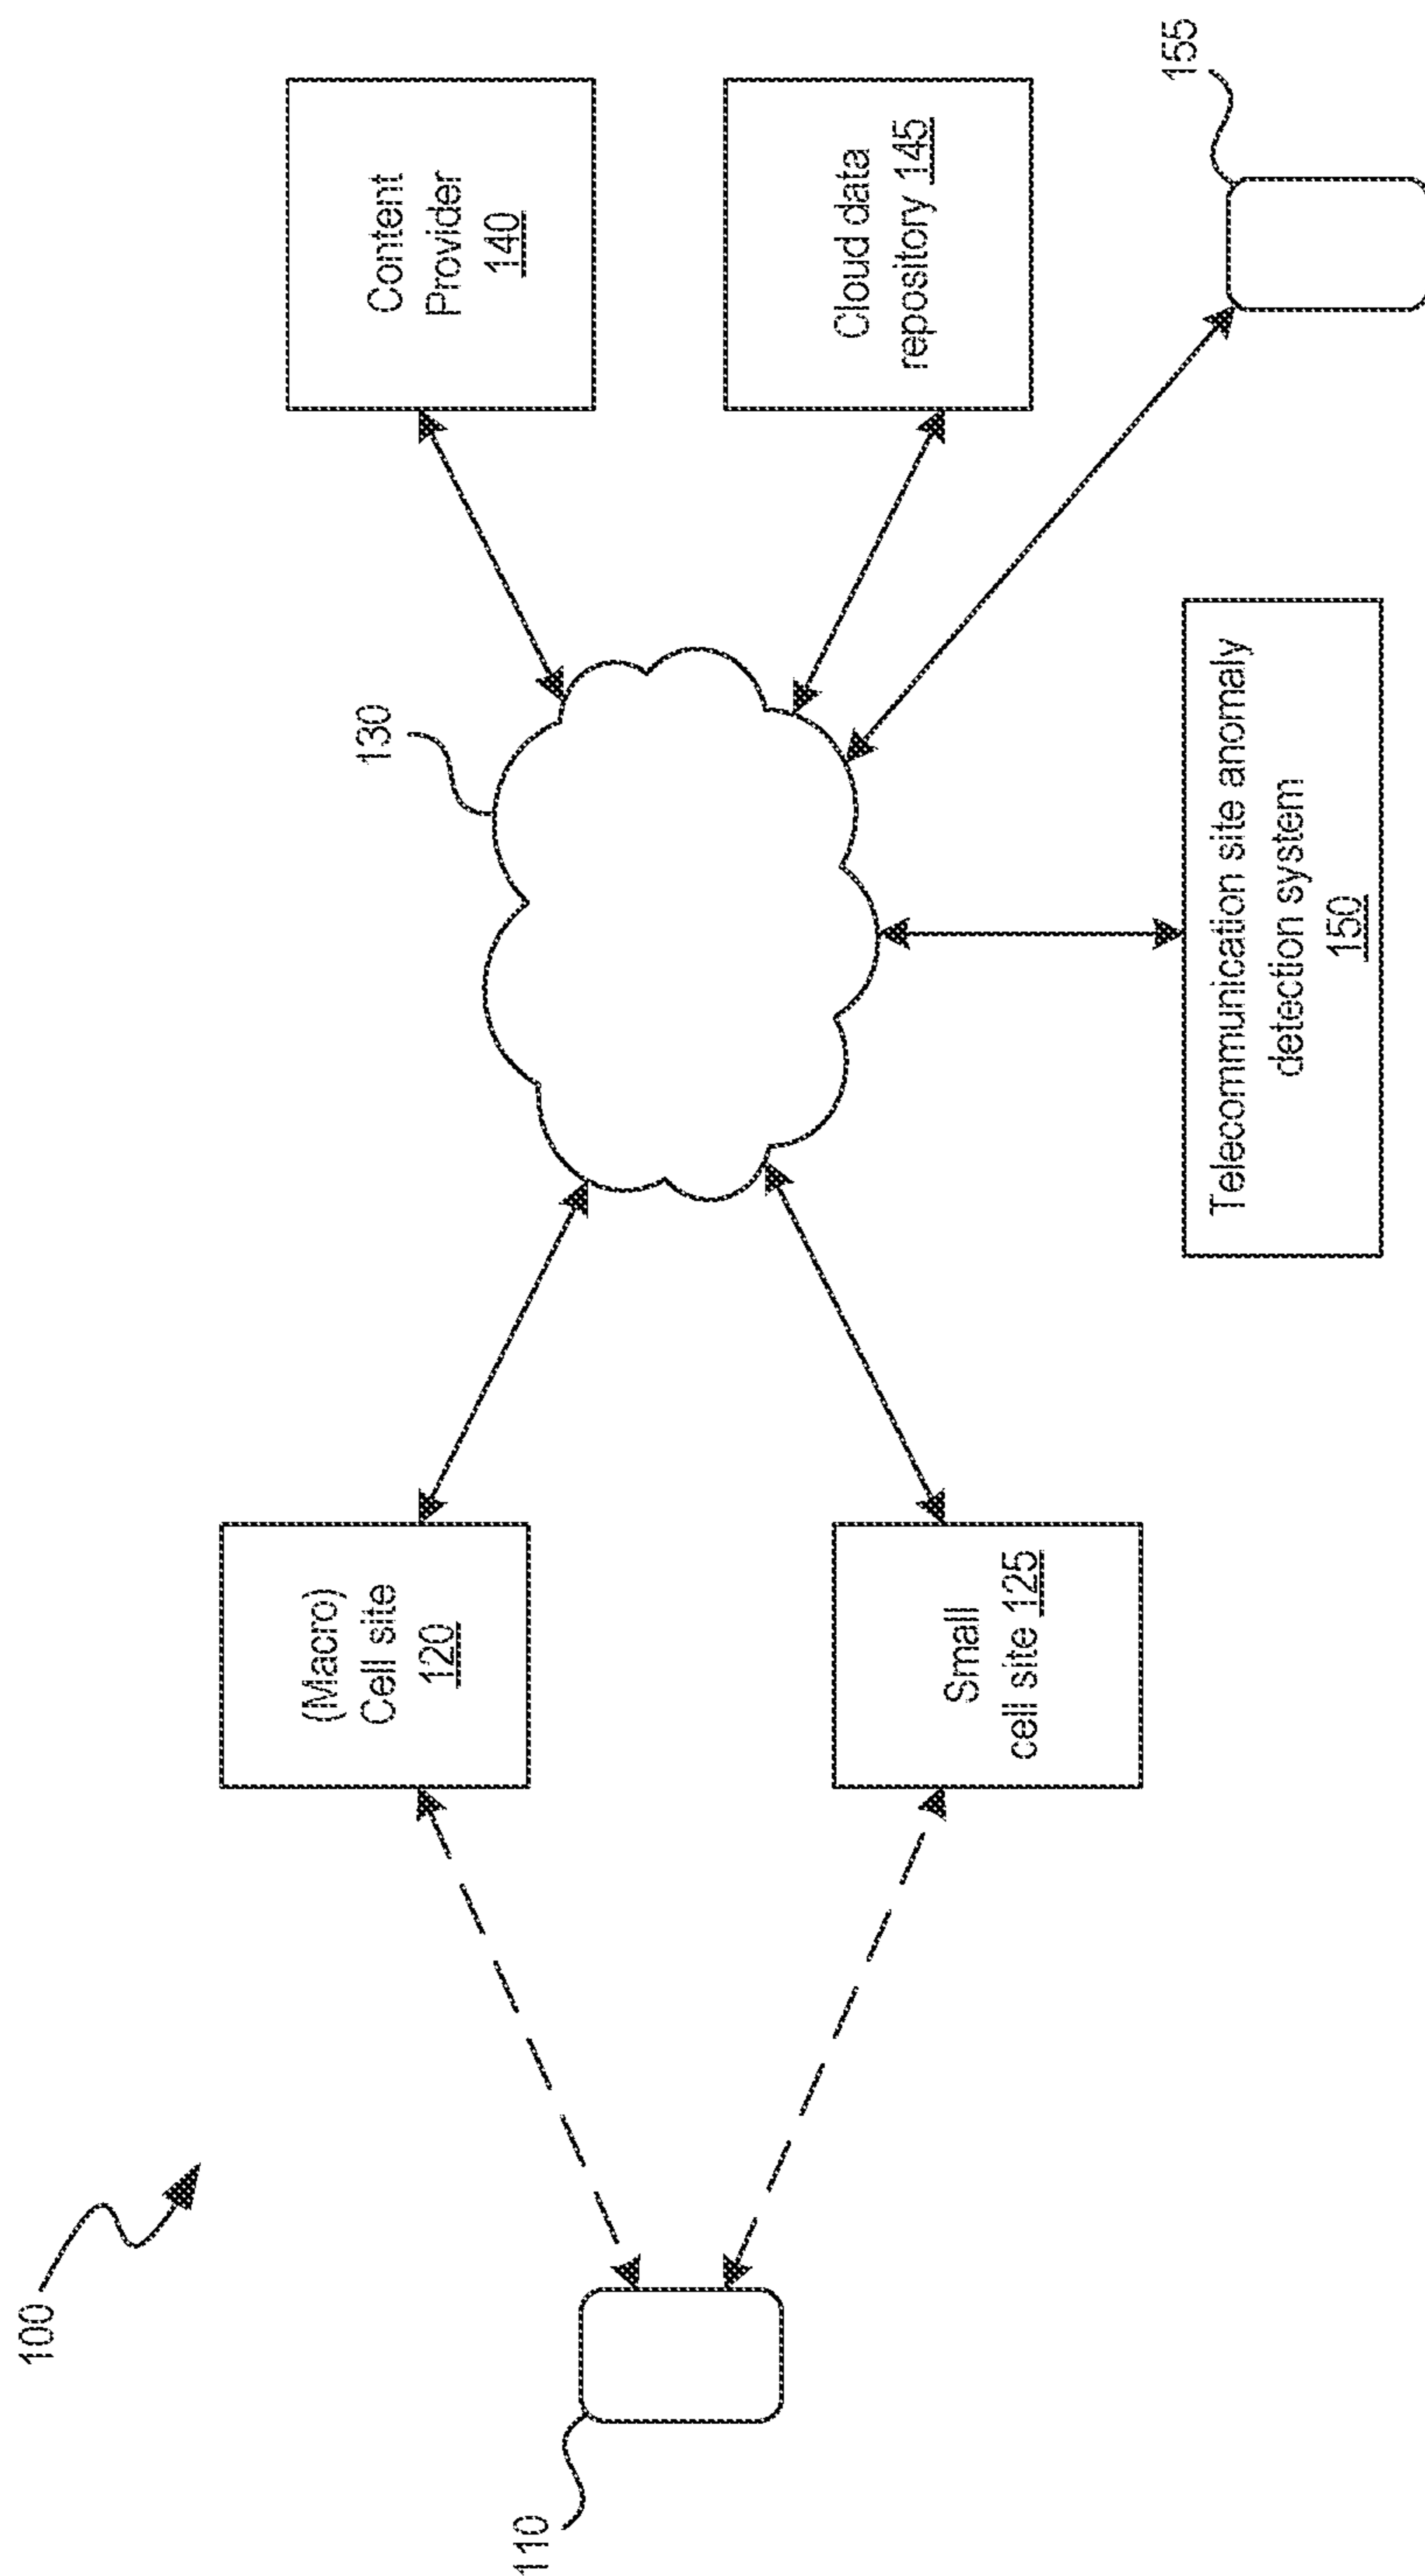 100
110
(Macro)
Cell site
120
Small
cell site 125
130
Content
Provider
140
Cloud data
repository 145
Telecommunication site anomaly
detection system
150
155